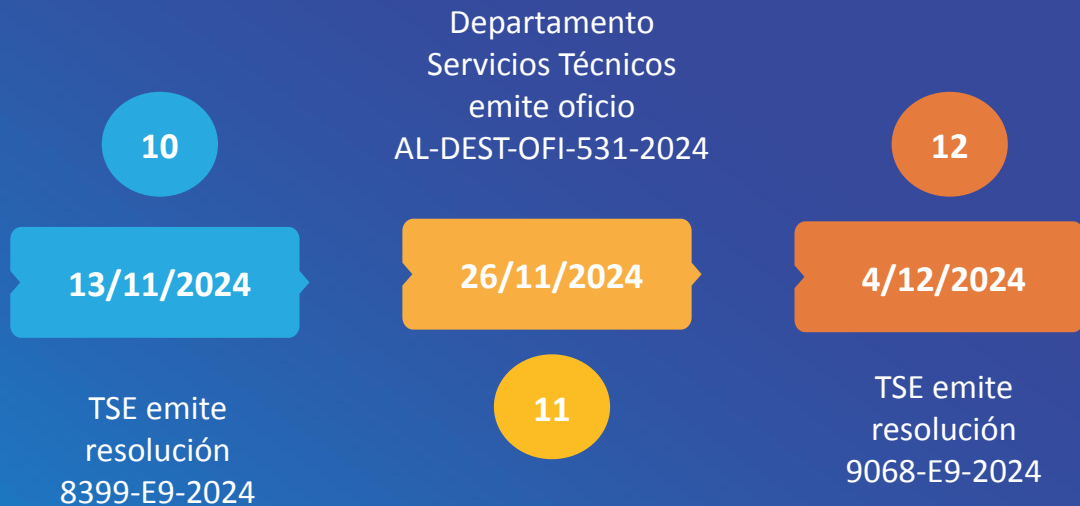 10
13/11/2024
TSE emite
resolución
8399-E9-2024
Departamento
Servicios Técnicos
emite oficio
AL-DEST-OFI-531-2024
26/11/2024
11
12
4/12/2024
TSE emite
resolución
9068-E9-2024